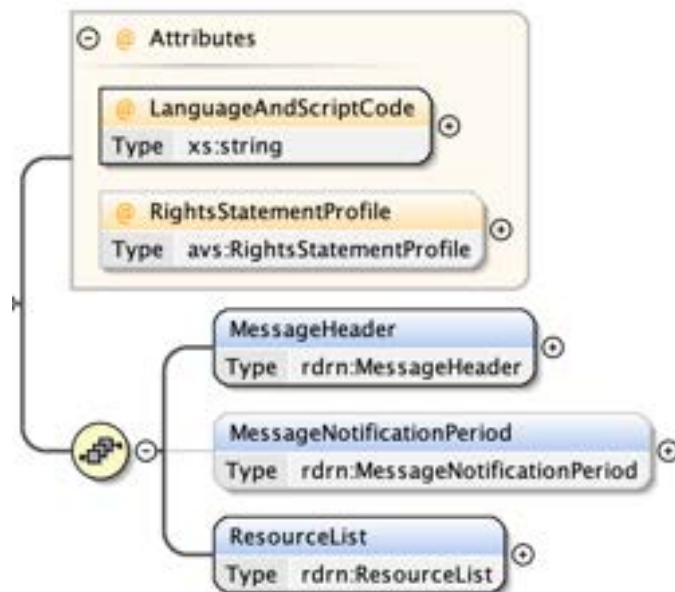 @ Attributes
@ LanguageAndScriptCode
Type xs:string
@ RightsStatementProfile
Type avs:RightsStatementProfile
MessageHeader
Type rdrn:MessageHeader
MessageNotificationPeriod
Type rdrn:MessageNotificationPeriod
ResourceList
Type rdrn:ResourceList